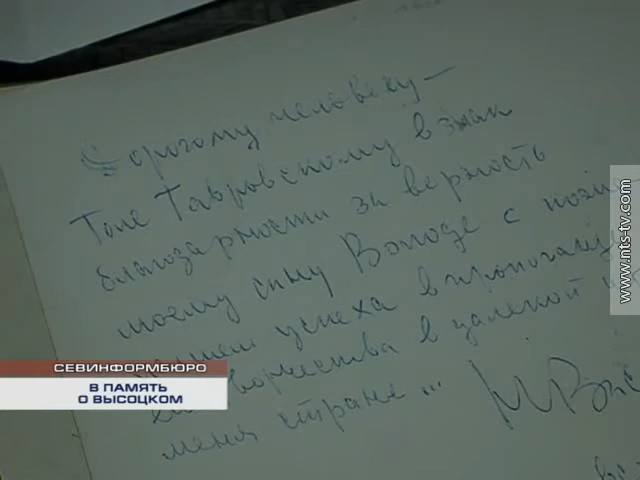 Дорогому человеку –
Толе Тавровскому в знак
благодарности за верность
моему сыну Володе с
успеха в
творчества в далекой
меня стране...
www.nts-tv.com
СЕВИНФОРМБЮРО
В ПАМЯТЬ
О ВЫСОЦКОМ